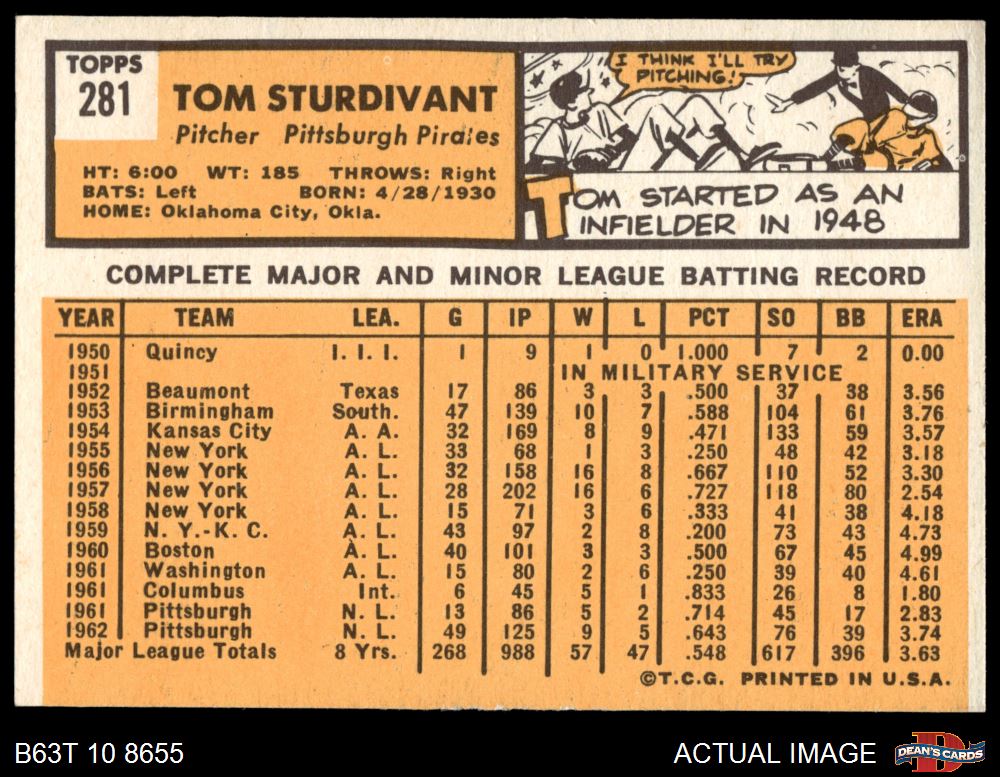 TOPPS
281
TOM STURDIVANT
Pitcher Pittsburgh Pirates
HT: 6:00 WT: 185 THROWS: Right
BATS: Left BORN: 4/28/1930
HOME: Oklahoma City, Okla.
I THINK I'LL TRY
PITCHING!
TOM STARTED AS AN
INFIELDER IN 1948
COMPLETE MAJOR AND MINOR LEAGUE BATTING RECORD
YEAR TEAM LEA. G IP W L PCT SO BB ERA
1950 Quincy I. I. I. 1 9 1 0 1.000 7 2 0.00
1951 IN MILITARY SERVICE
1952 Beaumont Texas 17 86 3 3 .500 37 38 3.56
1953 Birmingham South. 47 139 10 7 .588 104 61 3.76
1954 Kansas City A. A. 32 169 8 9 .471 133 59 3.57
1955 New York A. L. 33 68 1 3 .250 48 42 3.18
1956 New York A. L. 32 158 16 8 .667 110 52 3.30
1957 New York A. L. 28 202 16 6 .727 118 80 2.54
1958 New York A. L. 15 71 3 6 .333 41 38 4.18
1959 N. Y.-K. C. A. L. 43 97 2 8 .200 73 43 4.73
1960 Boston A. L. 40 101 3 3 .500 67 45 4.99
1961 Washington A. L. 15 80 2 6 .250 39 40 4.61
1961 Columbus Int. 6 45 5 1 .833 26 8 1.80
1961 Pittsburgh N. L. 13 86 5 2 .714 45 17 2.83
1962 Pittsburgh N. L. 49 125 9 5 .643 76 39 3.74
Major League Totals 8 Yrs. 268 988 57 47 .548 617 396 3.63
©T.C.G. PRINTED IN U.S.A.
B63T 10 8655
ACTUAL IMAGE
D
DEAN'S CARDS